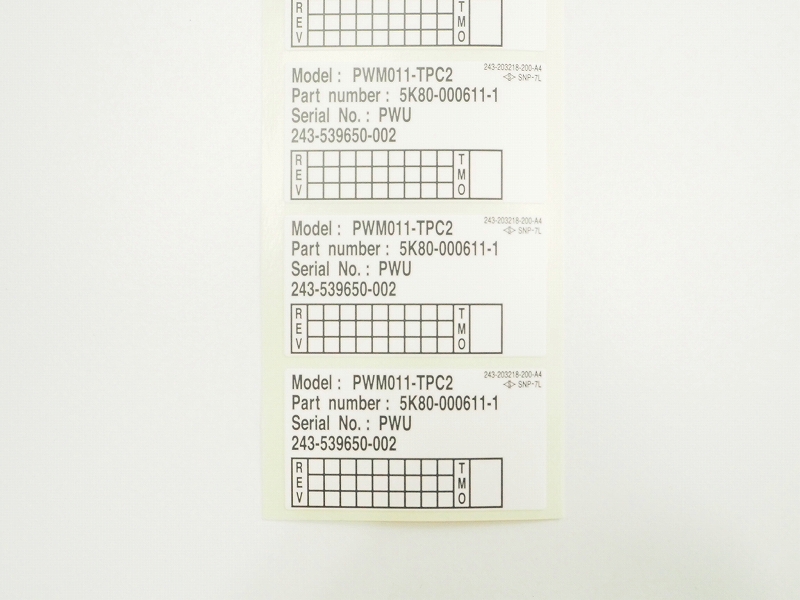 R
E
V
T
M
O
Model : PWM011-TPC2
243-203218-200-A4
Part number : 5K80-000611-1
SNP-7L
Serial No. : PWU
243-539650-002
R
E
V
T
M
O
Model : PWM011-TPC2
243-203218-200-A4
Part number : 5K80-000611-1
SNP-7L
Serial No. : PWU
243-539650-002
R
E
V
T
M
O
Model : PWM011-TPC2
243-203218-200-A4
Part number : 5K80-000611-1
SNP-7L
Serial No. : PWU
243-539650-002
R
E
V
T
M
O